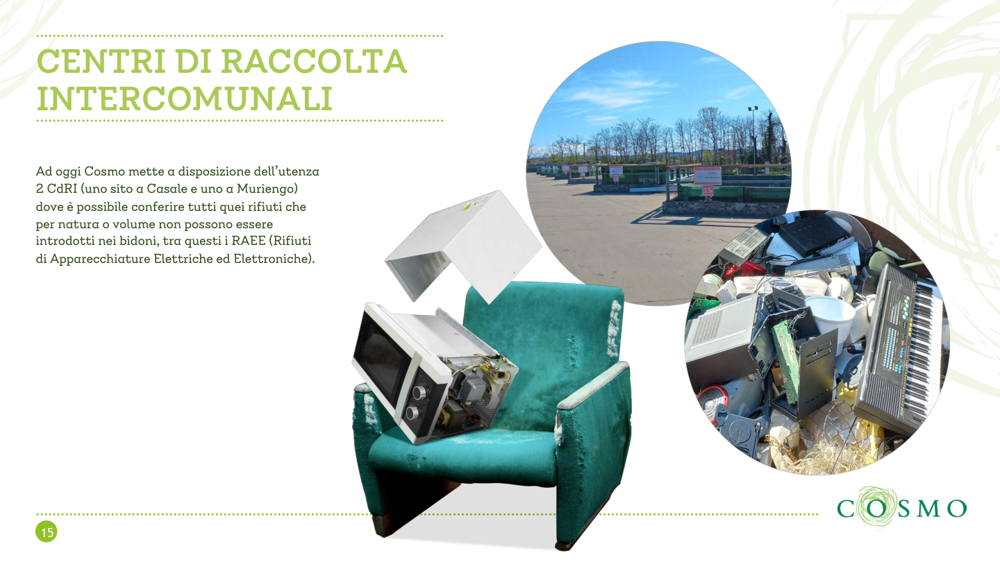 CENTRI DI RACCOLTA
INTERCOMUNALI
Ad oggi Cosmo mette a disposizione dell’utenza
2 CdRI (uno sito a Casale e uno a Muriengo)
dove è possibile conferire tutti quei rifiuti che
per natura o volume non possono essere
introdotti nei bidoni, tra questi i RAEE (Rifiuti
di Apparecchiature Elettriche ed Elettroniche).
15
COSMO
15